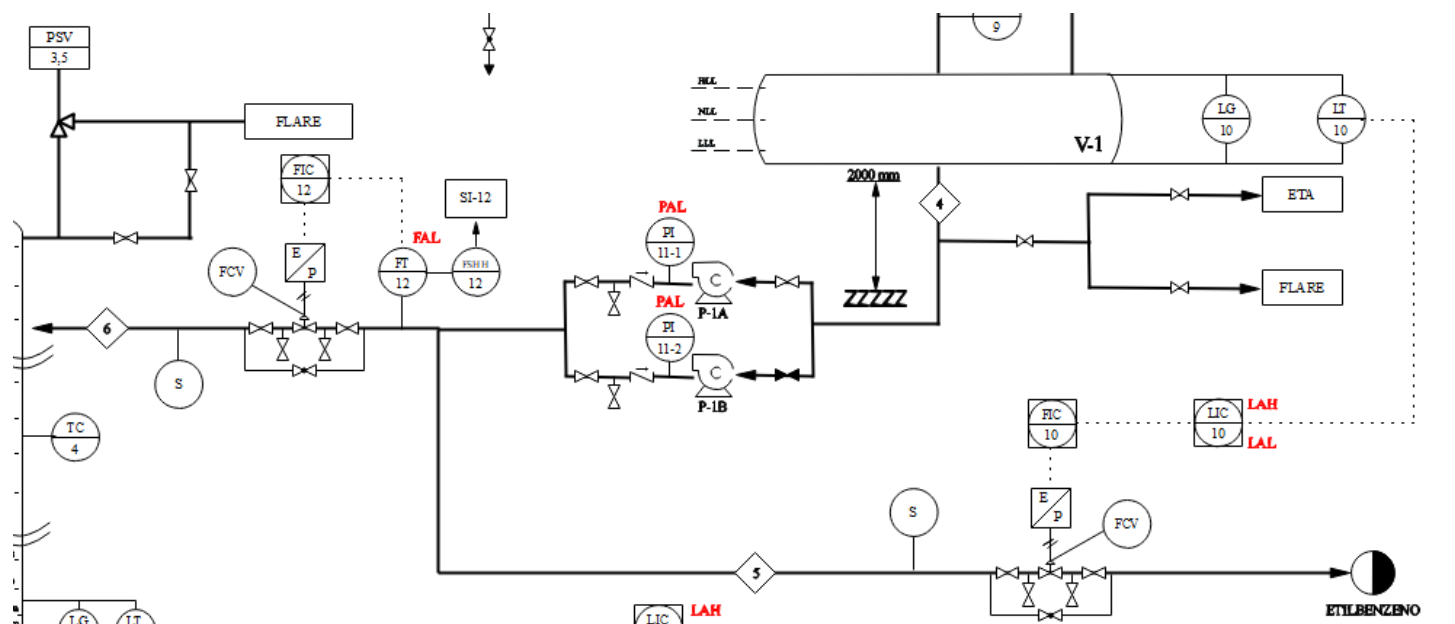 PSV
3,5
9
FLARE
HLL
NLL
LLL
V-1
LG
10
LT
10
2000 mm
FIC
12
SI-12
4
ETA
PAL
PI
11-1
FAL
E
P
FCV
FT
12
FSHH
12
FLARE
P-1A
PAL
PI
11-2
6
S
C
C
P-1B
TC
4
FIC
10
LIC
10
LAH
LAL
E
P
S
FCV
5
ETILBENZENO
LG
LT
LIC
LAH